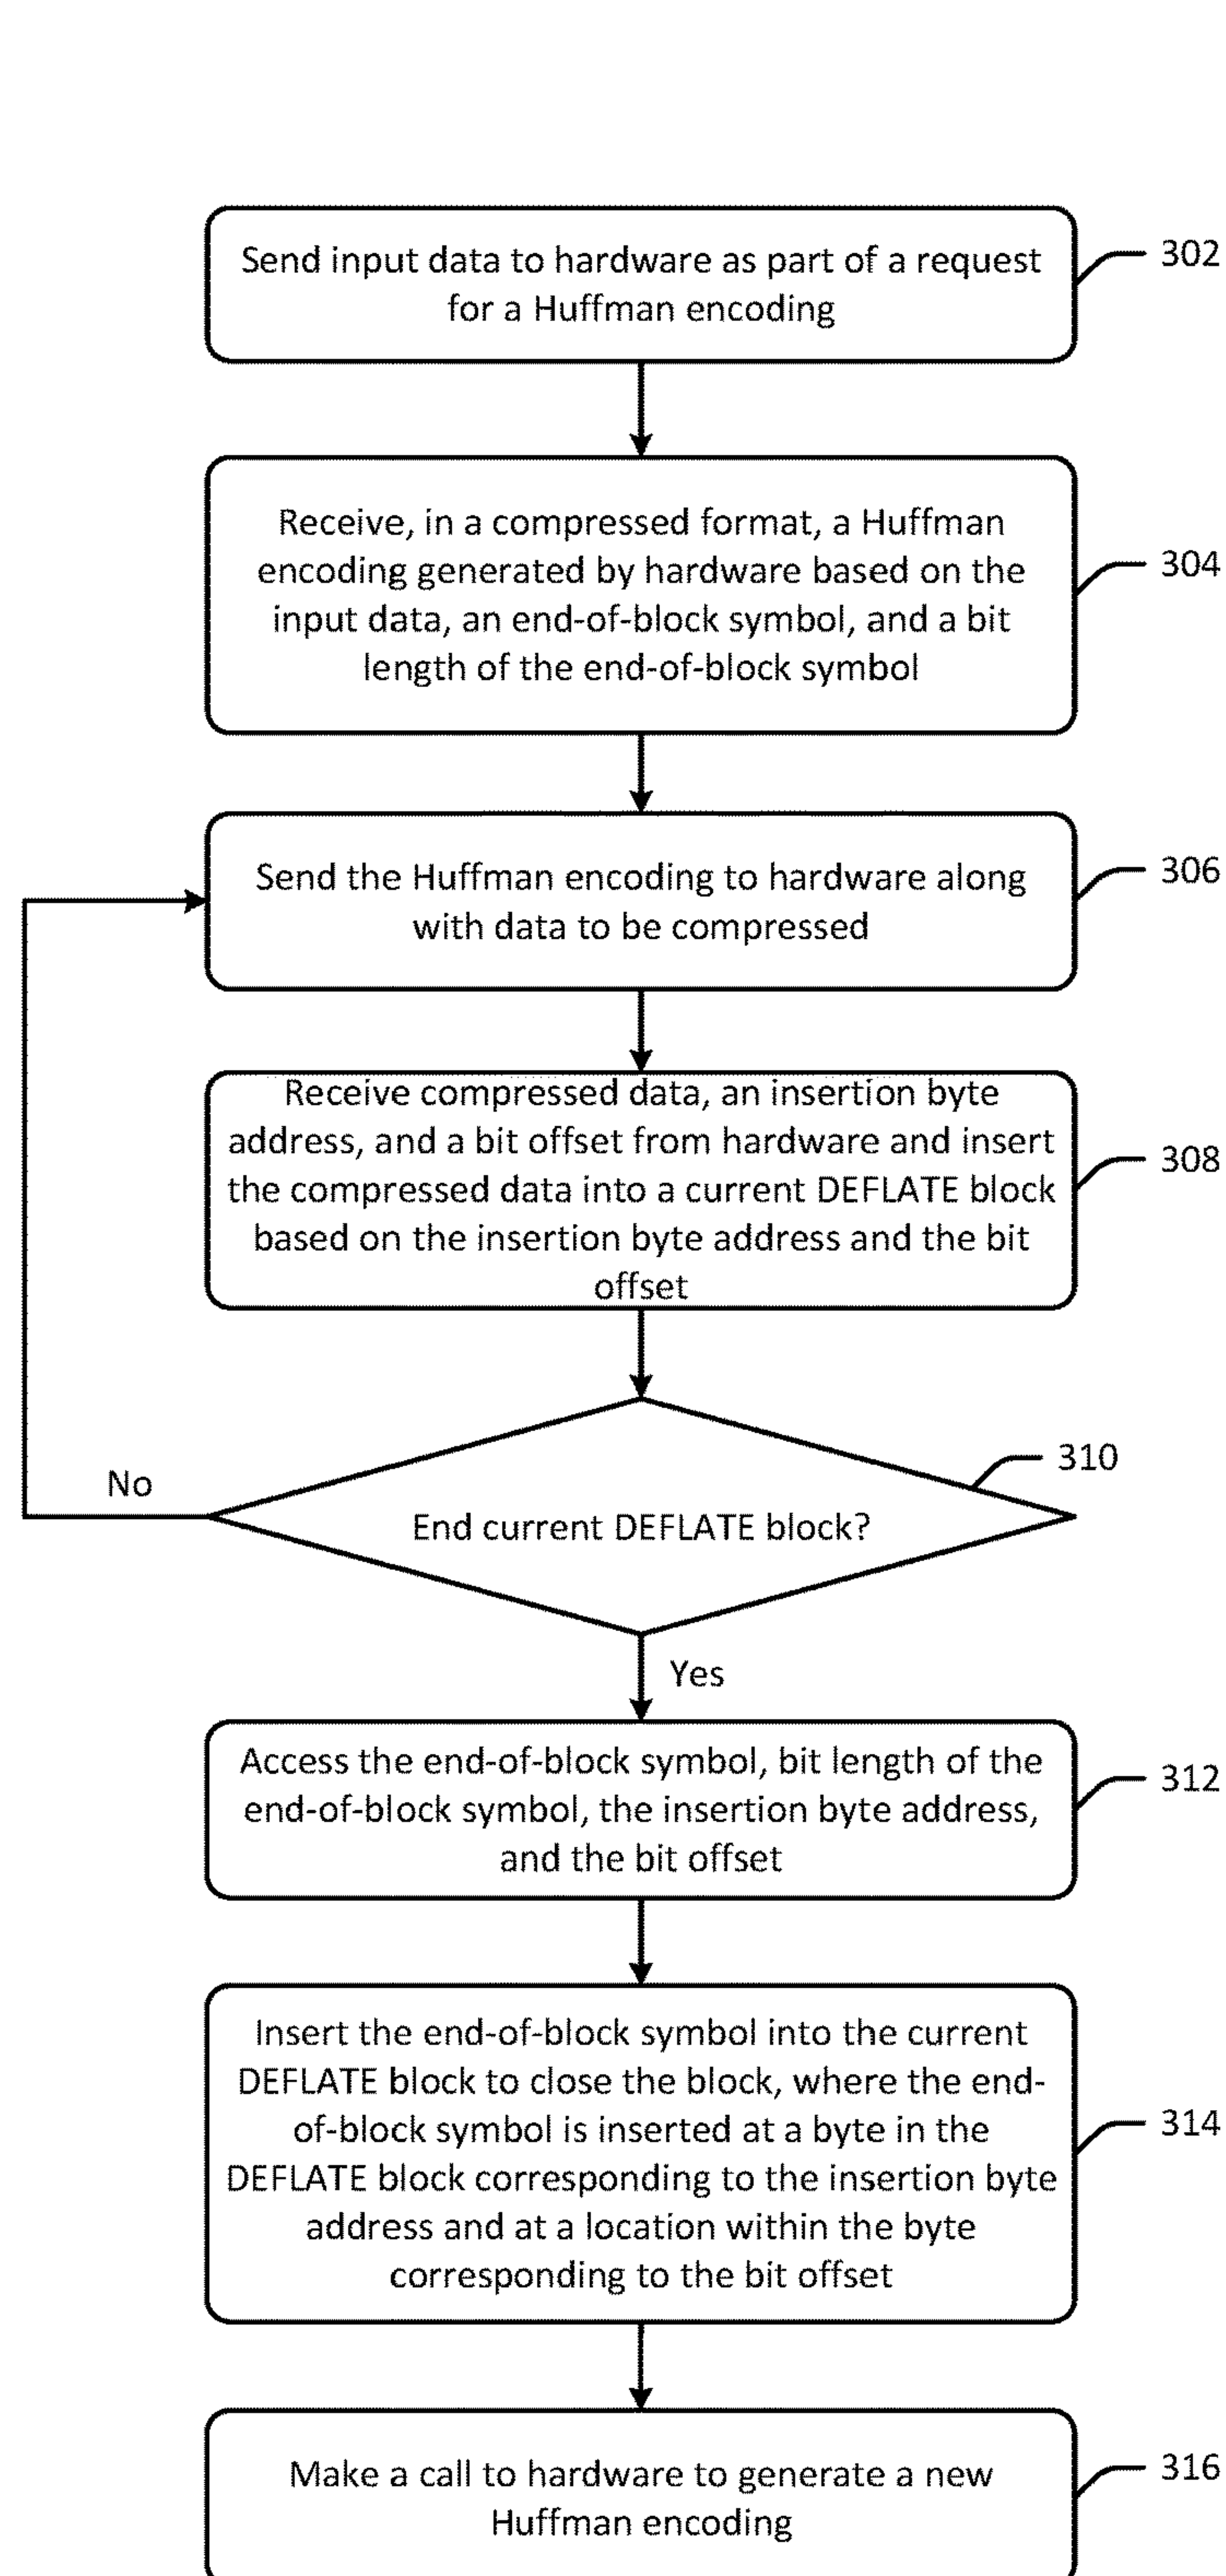 Send input data to hardware as part of a request
for a Huffman encoding
302
Receive, in a compressed format, a Huffman
encoding generated by hardware based on the
input data, an end-of-block symbol, and a bit
length of the end-of-block symbol
304
Send the Huffman encoding to hardware along
with data to be compressed
306
Receive compressed data, an insertion byte
address, and a bit offset from hardware and insert
the compressed data into a current DEFLATE block
based on the insertion byte address and the bit
offset
308
End current DEFLATE block?
310
No
Yes
Access the end-of-block symbol, bit length of the
end-of-block symbol, the insertion byte address,
and the bit offset
312
Insert the end-of-block symbol into the current
DEFLATE block to close the block, where the end-
of-block symbol is inserted at a byte in the
DEFLATE block corresponding to the insertion byte
address and at a location within the byte
corresponding to the bit offset
314
Make a call to hardware to generate a new
Huffman encoding
316